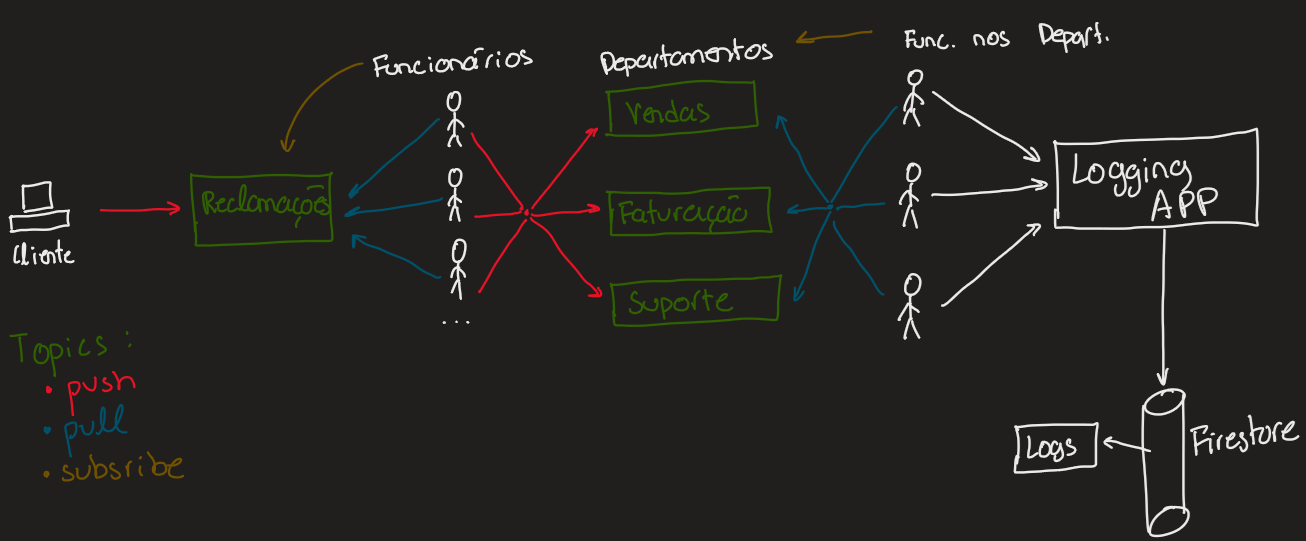 Funcionários
Departamentos
Func. nos Depart.
Vendas
Reclamações
Faturação
Suporte
Logging
APP
Cliente
...
Topics:
• push
• pull
• subsribe
Logs
Firestore